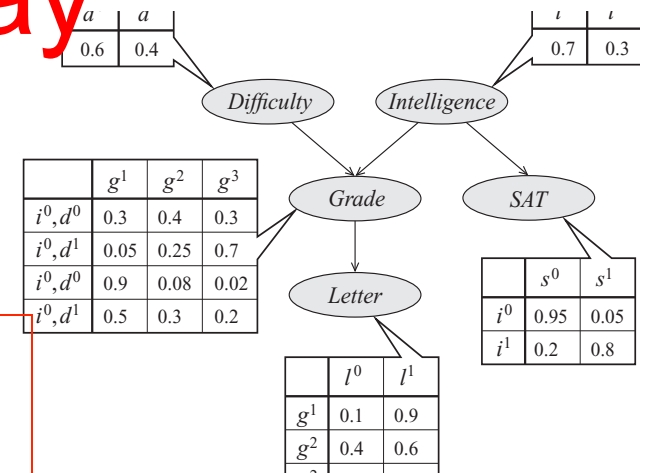 ay
0.6 0.4
0.7 0.3
Difficulty
Intelligence
g¹ g² g³
i⁰,d⁰ 0.3 0.4 0.3
i⁰,d¹ 0.05 0.25 0.7
i⁰,d⁰ 0.9 0.08 0.02
i⁰,d¹ 0.5 0.3 0.2
Grade
SAT
Letter
s⁰ s¹
i⁰ 0.95 0.05
i¹ 0.2 0.8
l⁰ l¹
g¹ 0.1 0.9
g² 0.4 0.6